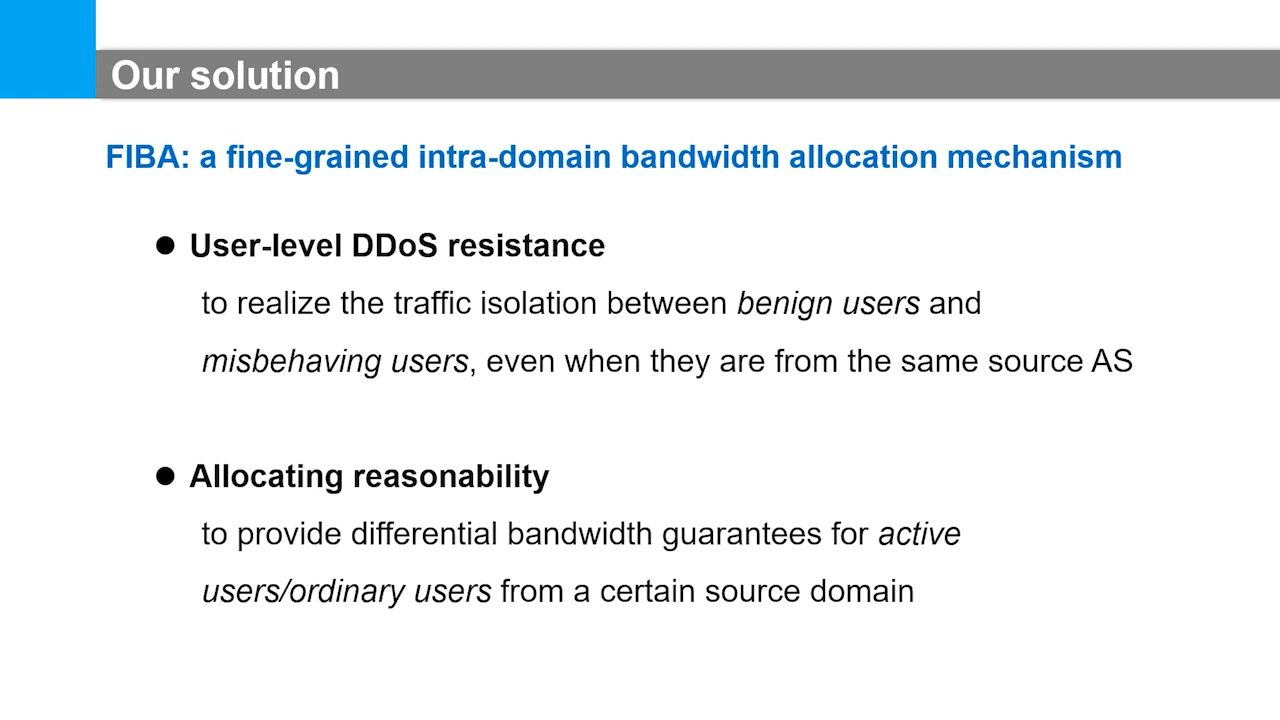 Our solution
FIBA: a fine-grained intra-domain bandwidth allocation mechanism
● User-level DDoS resistance
to realize the traffic isolation between benign users and
misbehaving users, even when they are from the same source AS
● Allocating reasonability
to provide differential bandwidth guarantees for active
users/ordinary users from a certain source domain